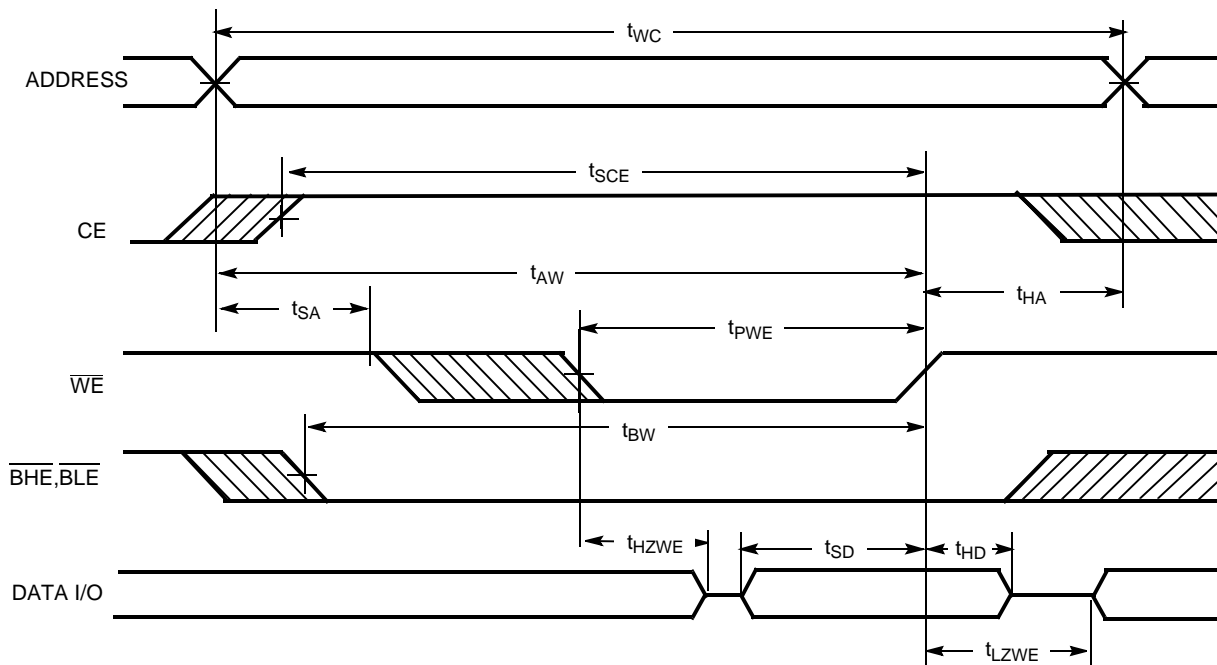 tWC
ADDRESS
tSCE
CE
tAW
tSA
tHA
tPWE
WE
tBW
BHE,BLE
tHZWE
tSD
tHD
DATA I/O
tLZWE